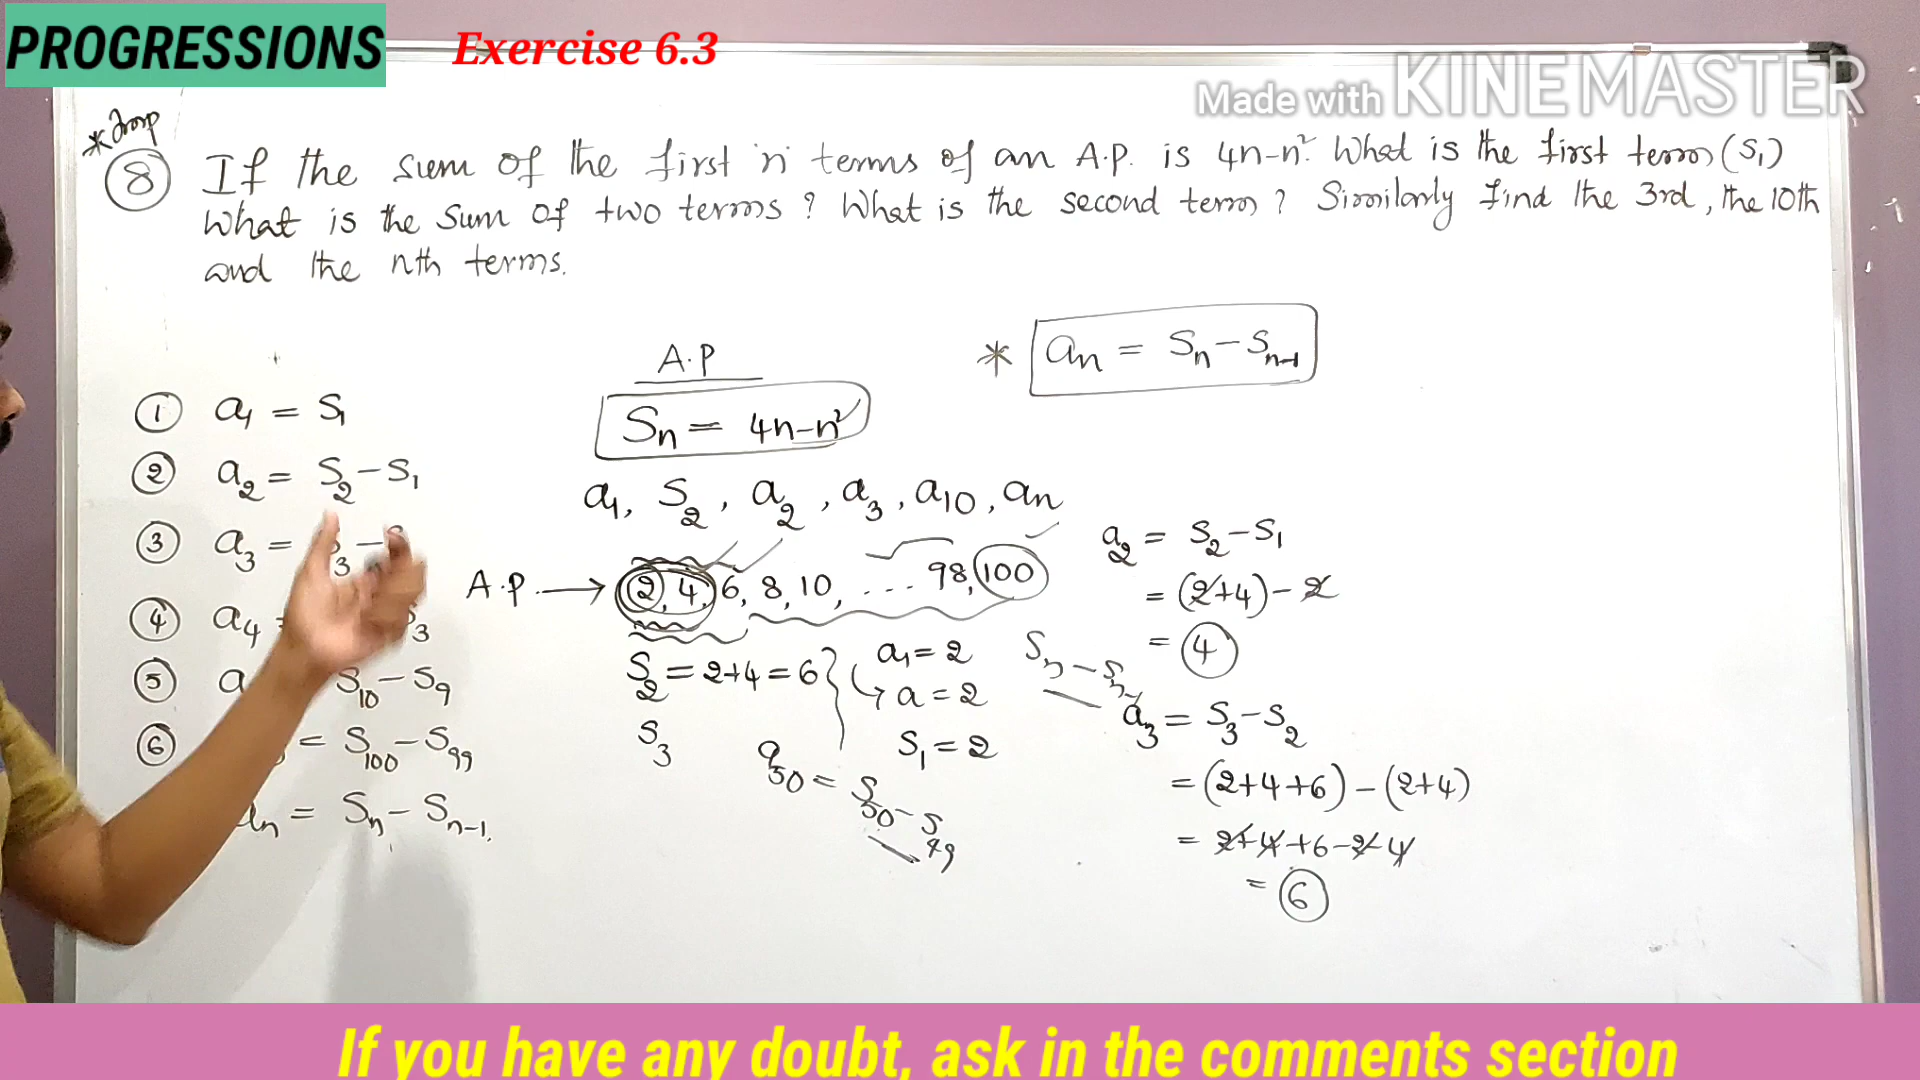 PROGRESSIONS
Exercise 6.3
Made with KINEMASTER
* Imp
⑧ If the sum of the first 'n' terms of an A.P. is 4n-n². What is the first term (S₁)
What is the sum of two terms? What is the second term? Similarly find the 3rd, the 10th
and the nth terms.
A.P
* aₙ = Sₙ - Sₙ₋₁
Sₙ = 4n-n²
a₁, S₂, a₂, a₃, a₁₀, aₙ
① a₁ = S₁
② a₂ = S₂ - S₁
③ a₃ = S₃ - S
④ a₄ = ₃
⑤ a S₁₀ - S₉
⑥ = S₁₀₀ - S₉₉
aₙ = Sₙ - Sₙ₋₁.
A.P. → 2, 4, 6, 8, 10, ... 98, 100
S₂ = 2+4 = 6
S₃
a₁ = 2
→ a = 2
S₁ = 2
a₅₀ = S₅₀ - S₄₉
Sₙ - Sₙ₋₁
a₂ = S₂ - S₁
= (2+4) - 2
= 4
a₃ = S₃ - S₂
= (2+4+6) - (2+4)
= 2+4+6-2-4
= 6
If you have any doubt, ask in the comments section